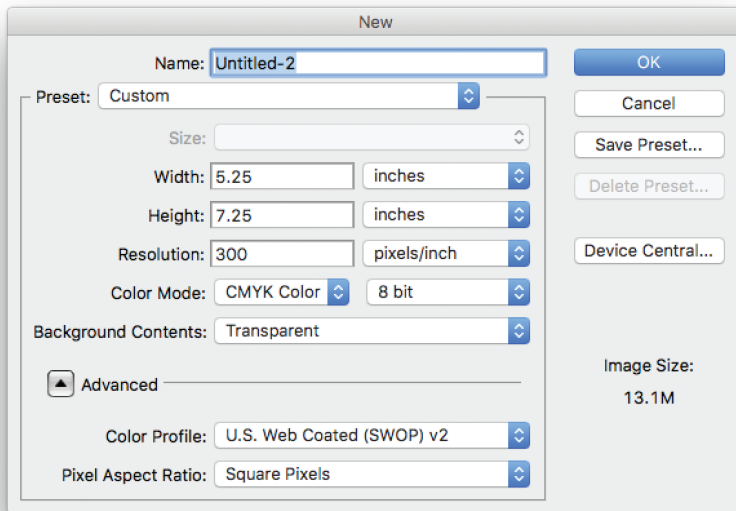 New
Name: Untitled-2
OK
Preset: Custom
Cancel
Size:
Save Preset...
Width: 5.25 inches
Delete Preset...
Height: 7.25 inches
Resolution: 300 pixels/inch
Device Central...
Color Mode: CMYK Color 8 bit
Background Contents: Transparent
Image Size:
13.1M
Advanced
Color Profile: U.S. Web Coated (SWOP) v2
Pixel Aspect Ratio: Square Pixels